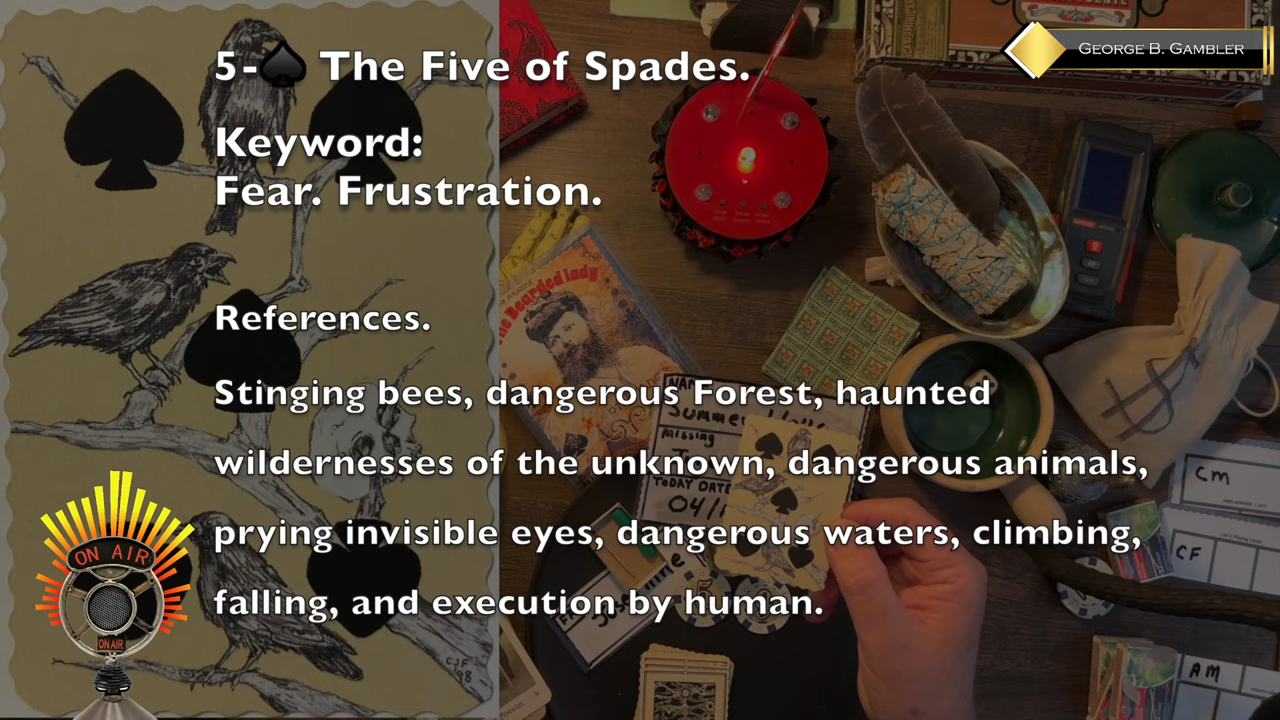 5-♠ The Five of Spades.
GEORGE B. GAMBLER
Keyword:
Fear. Frustration.
References.
Stinging bees, dangerous Forest, haunted
wildernesses of the unknown, dangerous animals,
prying invisible eyes, dangerous waters, climbing,
falling, and execution by human.
ON AIR
ON AIR
The Bearded lady
Missing
TODAY DATE
04/
CJF
98
CM
CF
AM